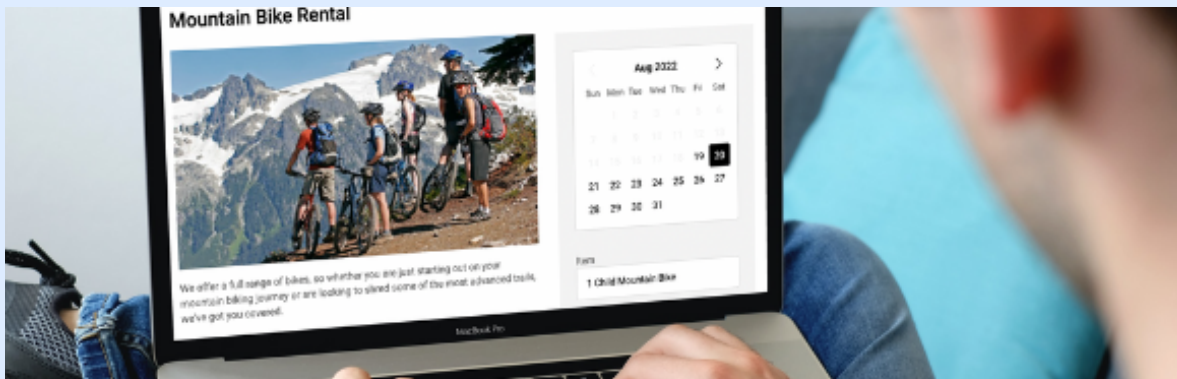 Mountain Bike Rental
Aug 2022
Sun Mon Tue Wed Thu Fri Sat
19 20
21 22 23 24 25 26 27
28 29 30 31
We offer a full range of bikes, so whether you are just starting out on your
mountain biking journey or are looking to shred some of the most advanced trails,
we've got you covered.
Item
1 Child Mountain Bike
MacBook Pro